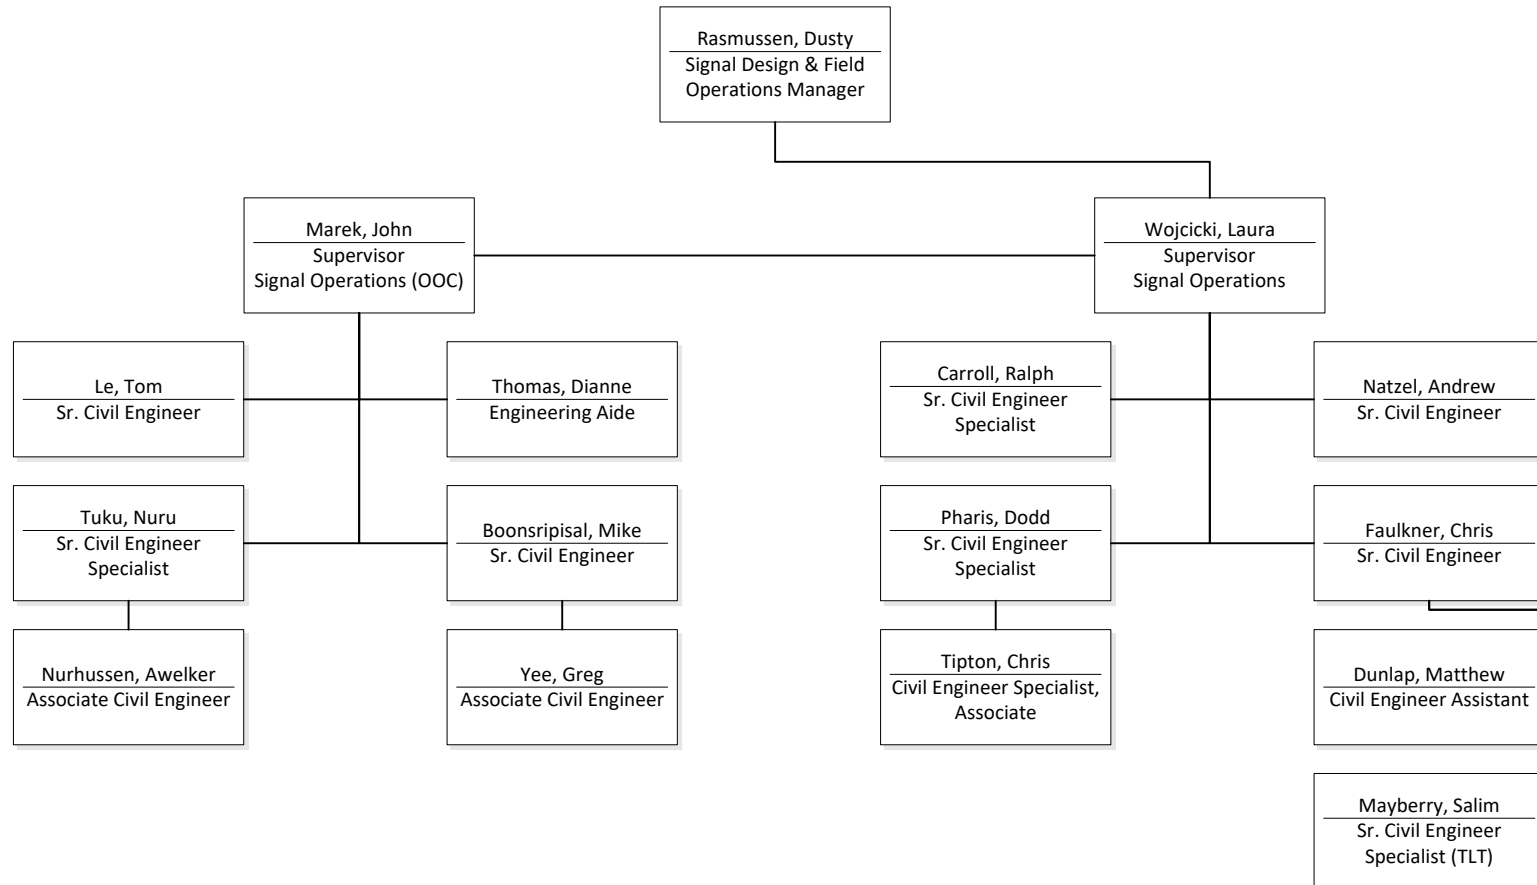 Rasmussen, Dusty
Signal Design & Field
Operations Manager
Marek, John
Supervisor
Signal Operations (OOC)
Wojcicki, Laura
Supervisor
Signal Operations
Le, Tom
Sr. Civil Engineer
Thomas, Dianne
Engineering Aide
Carroll, Ralph
Sr. Civil Engineer
Specialist
Natzel, Andrew
Sr. Civil Engineer
Tuku, Nuru
Sr. Civil Engineer
Specialist
Boonsripisal, Mike
Sr. Civil Engineer
Pharis, Dodd
Sr. Civil Engineer
Specialist
Faulkner, Chris
Sr. Civil Engineer
Nurhussen, Awelker
Associate Civil Engineer
Yee, Greg
Associate Civil Engineer
Tipton, Chris
Civil Engineer Specialist,
Associate
Dunlap, Matthew
Civil Engineer Assistant
Mayberry, Salim
Sr. Civil Engineer
Specialist (TLT)